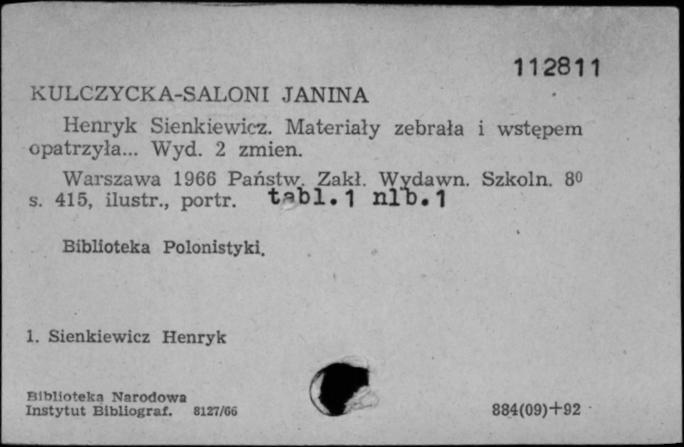 112811
KULCZYCKA-SALONI JANINA
Henryk Sienkiewicz. Materiały zebrała i wstępem
opatrzyła... Wyd. 2 zmien.
Warszawa 1966 Państw. Zakł. Wydawn. Szkoln. 8⁰
s. 415, ilustr., portr. tabl.1 nlb.1
Biblioteka Polonistyki.
1. Sienkiewicz Henryk
Biblioteka Narodowa
Instytut Bibliograf. 8127/66
884(09)+92